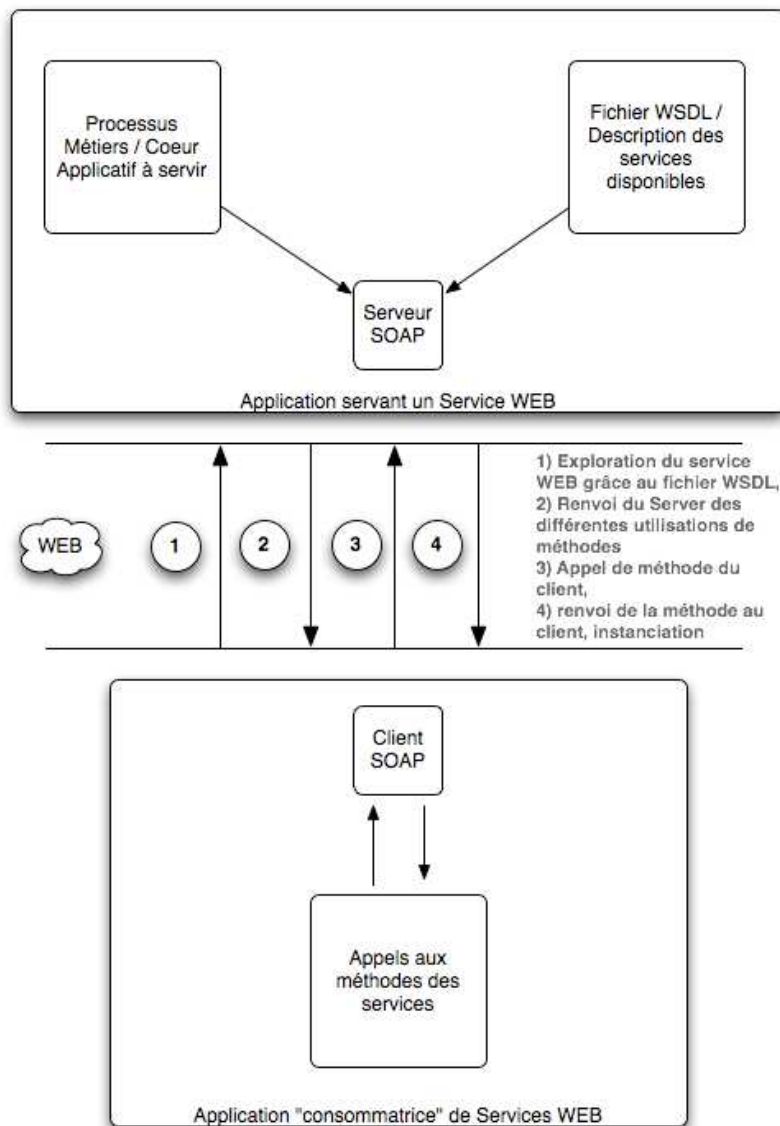 Processus
Métiers / Coeur
Applicatif à servir
Fichier WSDL /
Description des
services
disponibles
Serveur
SOAP
Application servant un Service WEB
WEB
1
2
3
4
1) Exploration du service
WEB grâce au fichier WSDL,
2) Renvoi du Server des
différentes utilisations de
méthodes
3) Appel de méthode du
client,
4) renvoi de la méthode au
client, instanciation
Client
SOAP
Appels aux
méthodes des
services
Application "consommatrice" de Services WEB